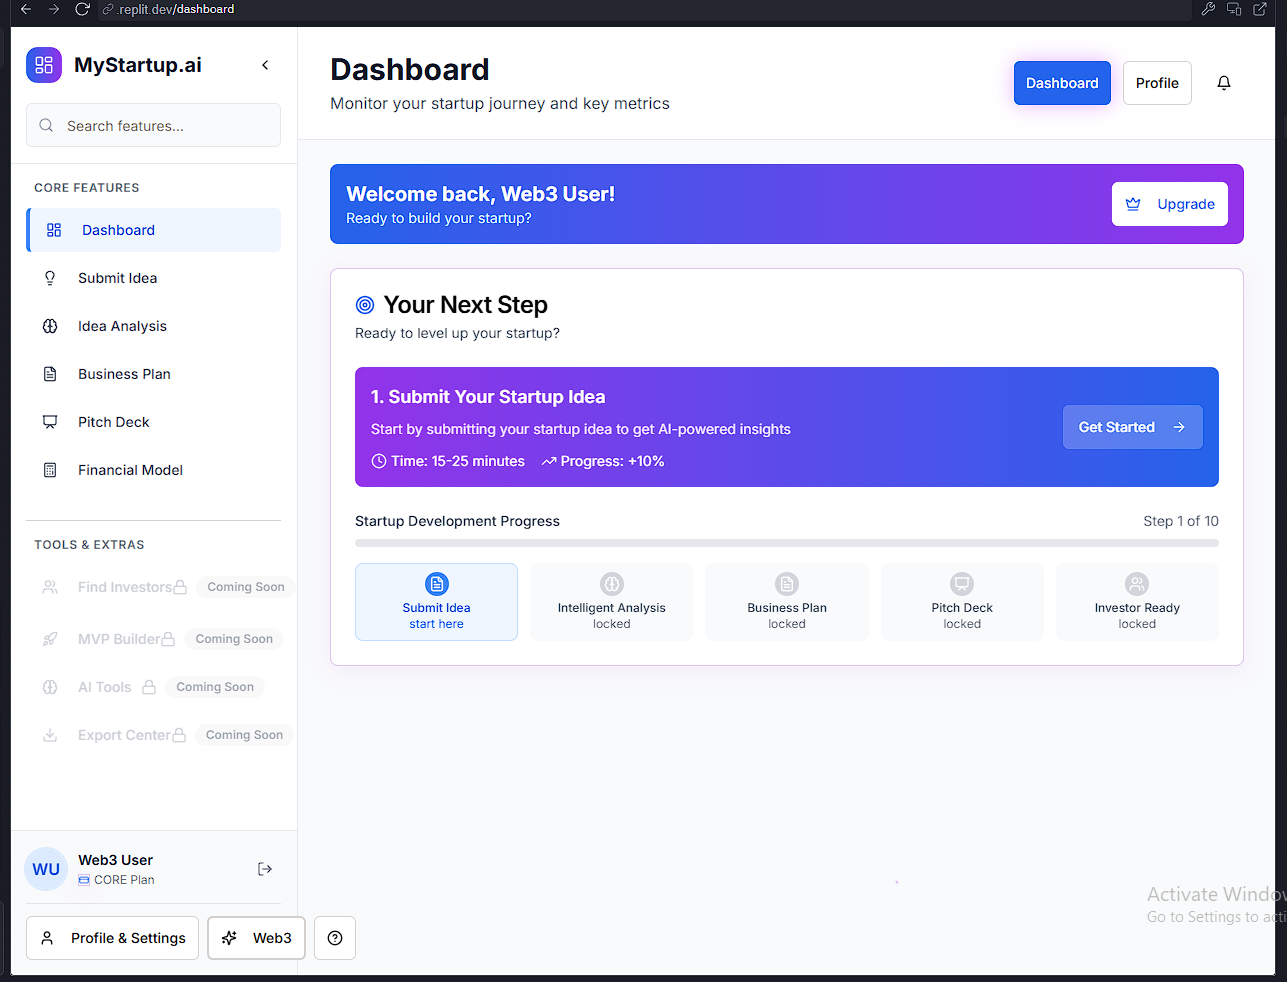 .replit.dev/dashboard
MyStartup.ai
Search features...
CORE FEATURES
Dashboard
Submit Idea
Idea Analysis
Business Plan
Pitch Deck
Financial Model
TOOLS & EXTRAS
Find Investors Coming Soon
MVP Builder Coming Soon
AI Tools Coming Soon
Export Center Coming Soon
WU
Web3 User
CORE Plan
Profile & Settings
Web3
Dashboard
Monitor your startup journey and key metrics
Dashboard
Profile
Welcome back, Web3 User!
Ready to build your startup?
Upgrade
Your Next Step
Ready to level up your startup?
1. Submit Your Startup Idea
Start by submitting your startup idea to get AI-powered insights
Time: 15-25 minutes Progress: +10%
Get Started
Startup Development Progress
Step 1 of 10
Submit Idea
start here
Intelligent Analysis
locked
Business Plan
locked
Pitch Deck
locked
Investor Ready
locked
Activate Window
Go to Settings to acti